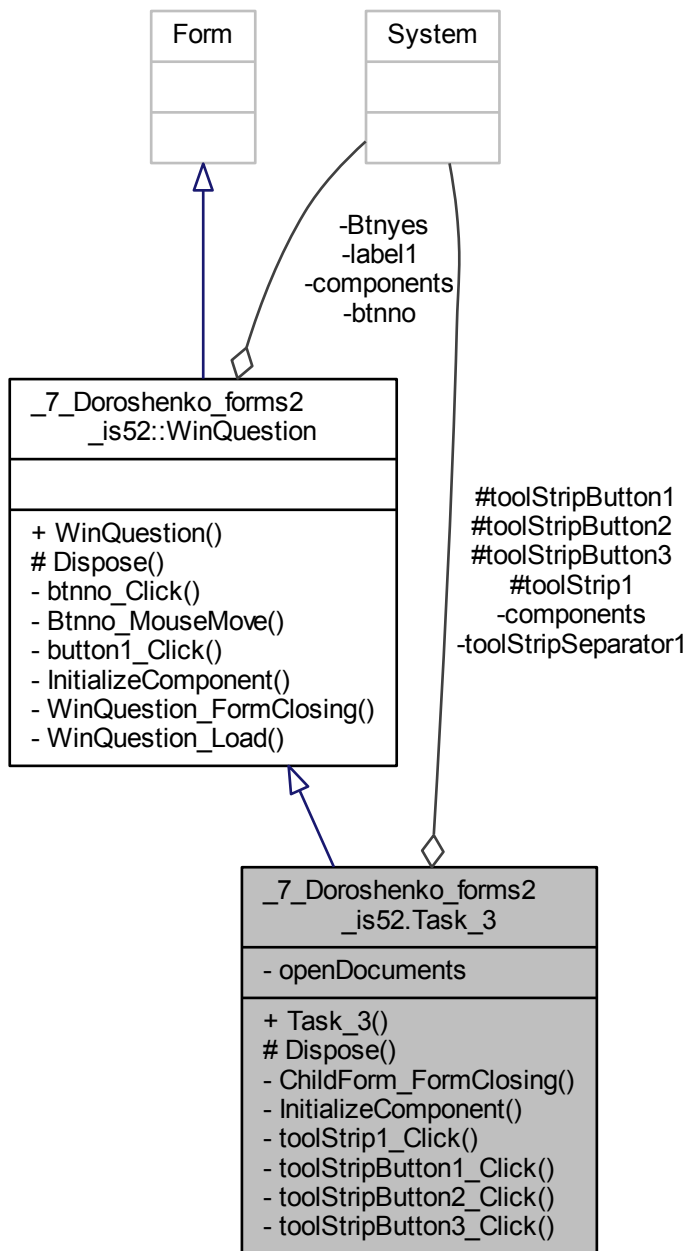 Form
System
-Btnyes
-label1
-components
-btnno
_7_Doroshenko_forms2
_is52::WinQuestion
+ WinQuestion()
# Dispose()
- btnno_Click()
- Btnno_MouseMove()
- button1_Click()
- InitializeComponent()
- WinQuestion_FormClosing()
- WinQuestion_Load()
#toolStripButton1
#toolStripButton2
#toolStripButton3
#toolStrip1
-components
-toolStripSeparator1
_7_Doroshenko_forms2
_is52.Task_3
- openDocuments
+ Task_3()
# Dispose()
- ChildForm_FormClosing()
- InitializeComponent()
- toolStrip1_Click()
- toolStripButton1_Click()
- toolStripButton2_Click()
- toolStripButton3_Click()